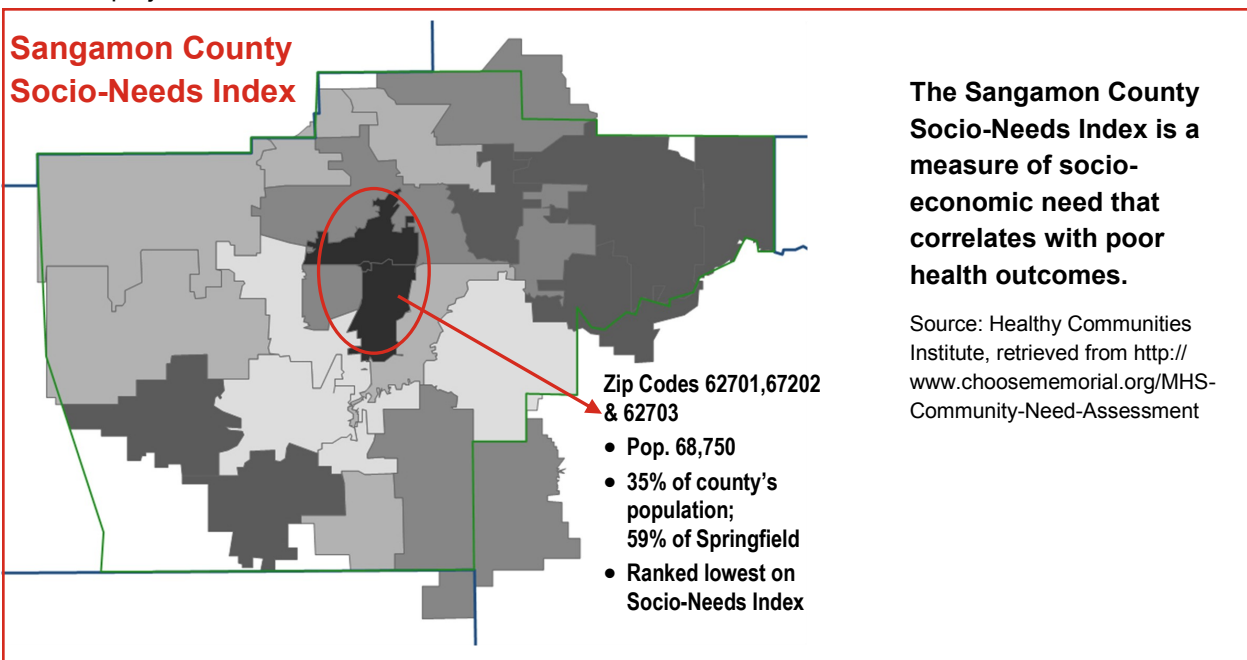 Sangamon County
Socio-Needs Index
The Sangamon County
Socio-Needs Index is a
measure of socio-
economic need that
correlates with poor
health outcomes.
Source: Healthy Communities
Institute, retrieved from http://
www.choosememorial.org/MHS-
Community-Need-Assessment
Zip Codes 62701,67202
& 62703
• Pop. 68,750
• 35% of county's
population;
59% of Springfield
• Ranked lowest on
Socio-Needs Index